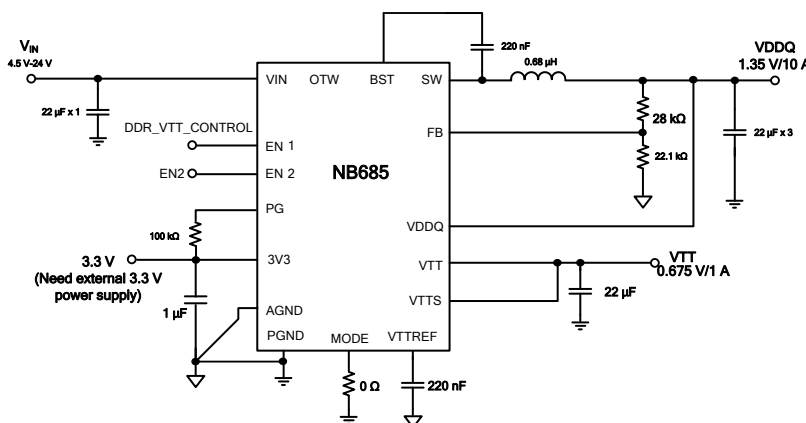 V IN
4.5 V-24 V
22 µF x 1
DDR_VTT_CONTROL
EN2
100 kΩ
3.3 V
(Need external 3.3 V
power supply)
1 µF
VIN
OTW
BST
SW
EN 1
EN 2
PG
3V3
AGND
PGND
MODE
VTTREF
FB
VDDQ
VTT
VTTS
NB685
220 nF
0.68 µH
VDDQ
1.35 V/10 A
28 kΩ
22.1 kΩ
22 µF x 3
VTT
0.675 V/1 A
22 µF
0 Ω
220 nF